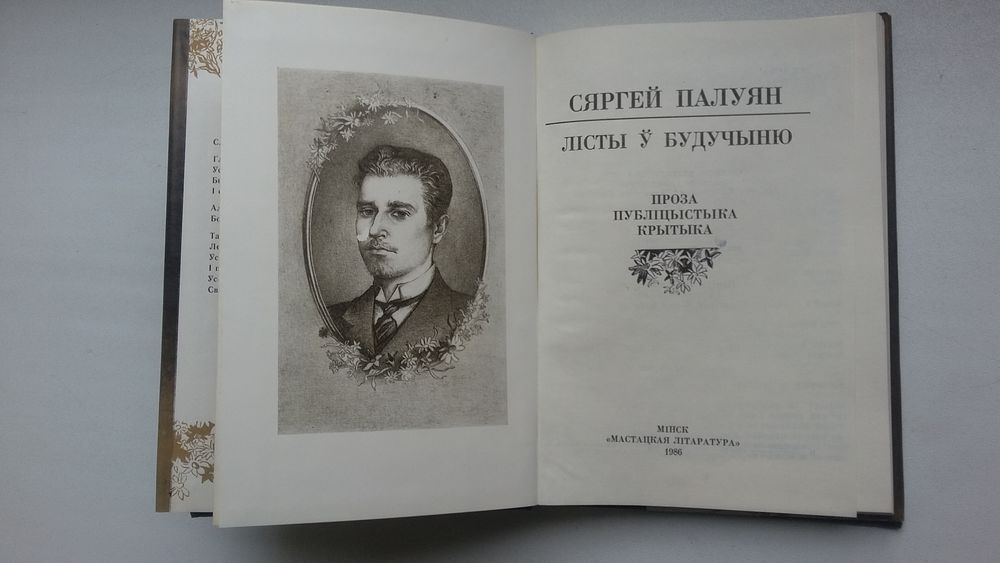 СЯРГЕЙ ПАЛУЯН
ЛІСТЫ Ў БУДУЧЫНЮ
ПРОЗА
ПУБЛІЦЫСТЫКА
КРЫТЫКА
МІНСК
«МАСТАЦКАЯ ЛІТАРАТУРА»
1986